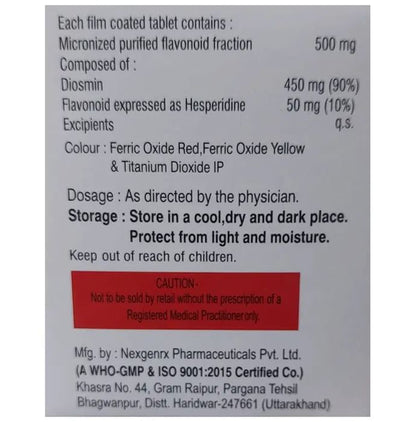 Each film coated tablet contains :
Micronized purified flavonoid fraction 500 mg
Composed of :
Diosmin 450 mg (90%)
Flavonoid expressed as Hesperidine 50 mg (10%)
Excipients q.s.
Colour : Ferric Oxide Red,Ferric Oxide Yellow
& Titanium Dioxide IP
Dosage : As directed by the physician.
Storage : Store in a cool,dry and dark place.
Protect from light and moisture.
Keep out of reach of children.
CAUTION-
Not to be sold by retail without the prescription of a
Registered Medical Practitioner only.
Mfg. by : Nexgenrx Pharmaceuticals Pvt. Ltd.
(A WHO-GMP & ISO 9001:2015 Certified Co.)
Khasra No. 44, Gram Raipur, Pargana Tehsil
Bhagwanpur, Distt. Haridwar-247661 (Uttarakhand)